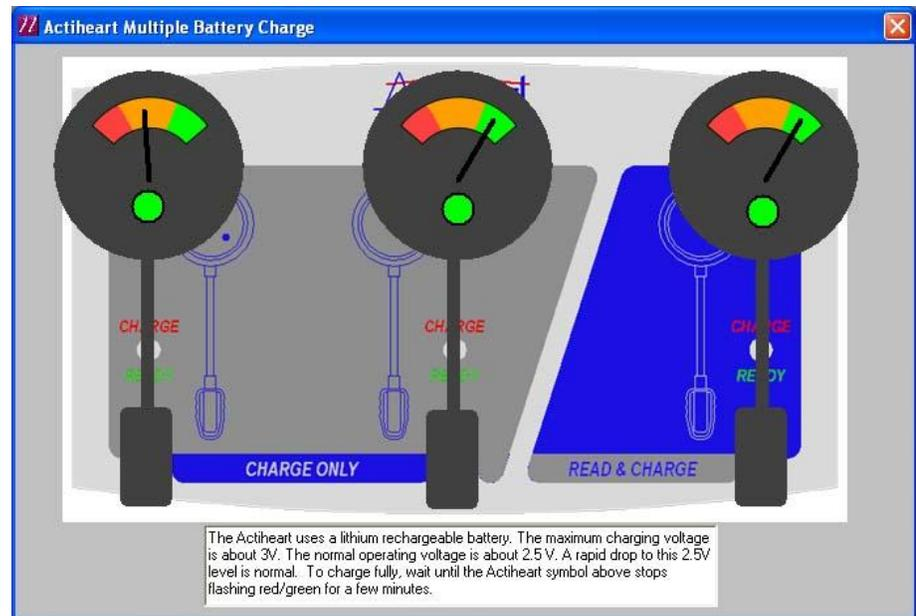 Actiheart Multiple Battery Charge
CHARGE CHARGE CHARGE
READY READY READY
CHARGE ONLY READ & CHARGE
The Actiheart uses a lithium rechargeable battery. The maximum charging voltage
is about 3V. The normal operating voltage is about 2.5 V. A rapid drop to this 2.5V
level is normal.  To charge fully, wait until the Actiheart symbol above stops
flashing red/green for a few minutes.